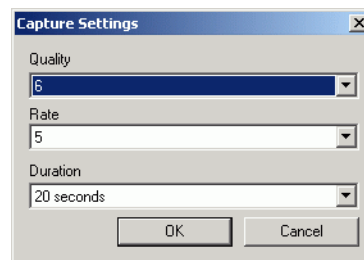 Capture Settings
Quality
6
Rate
5
Duration
20 seconds
OK Cancel